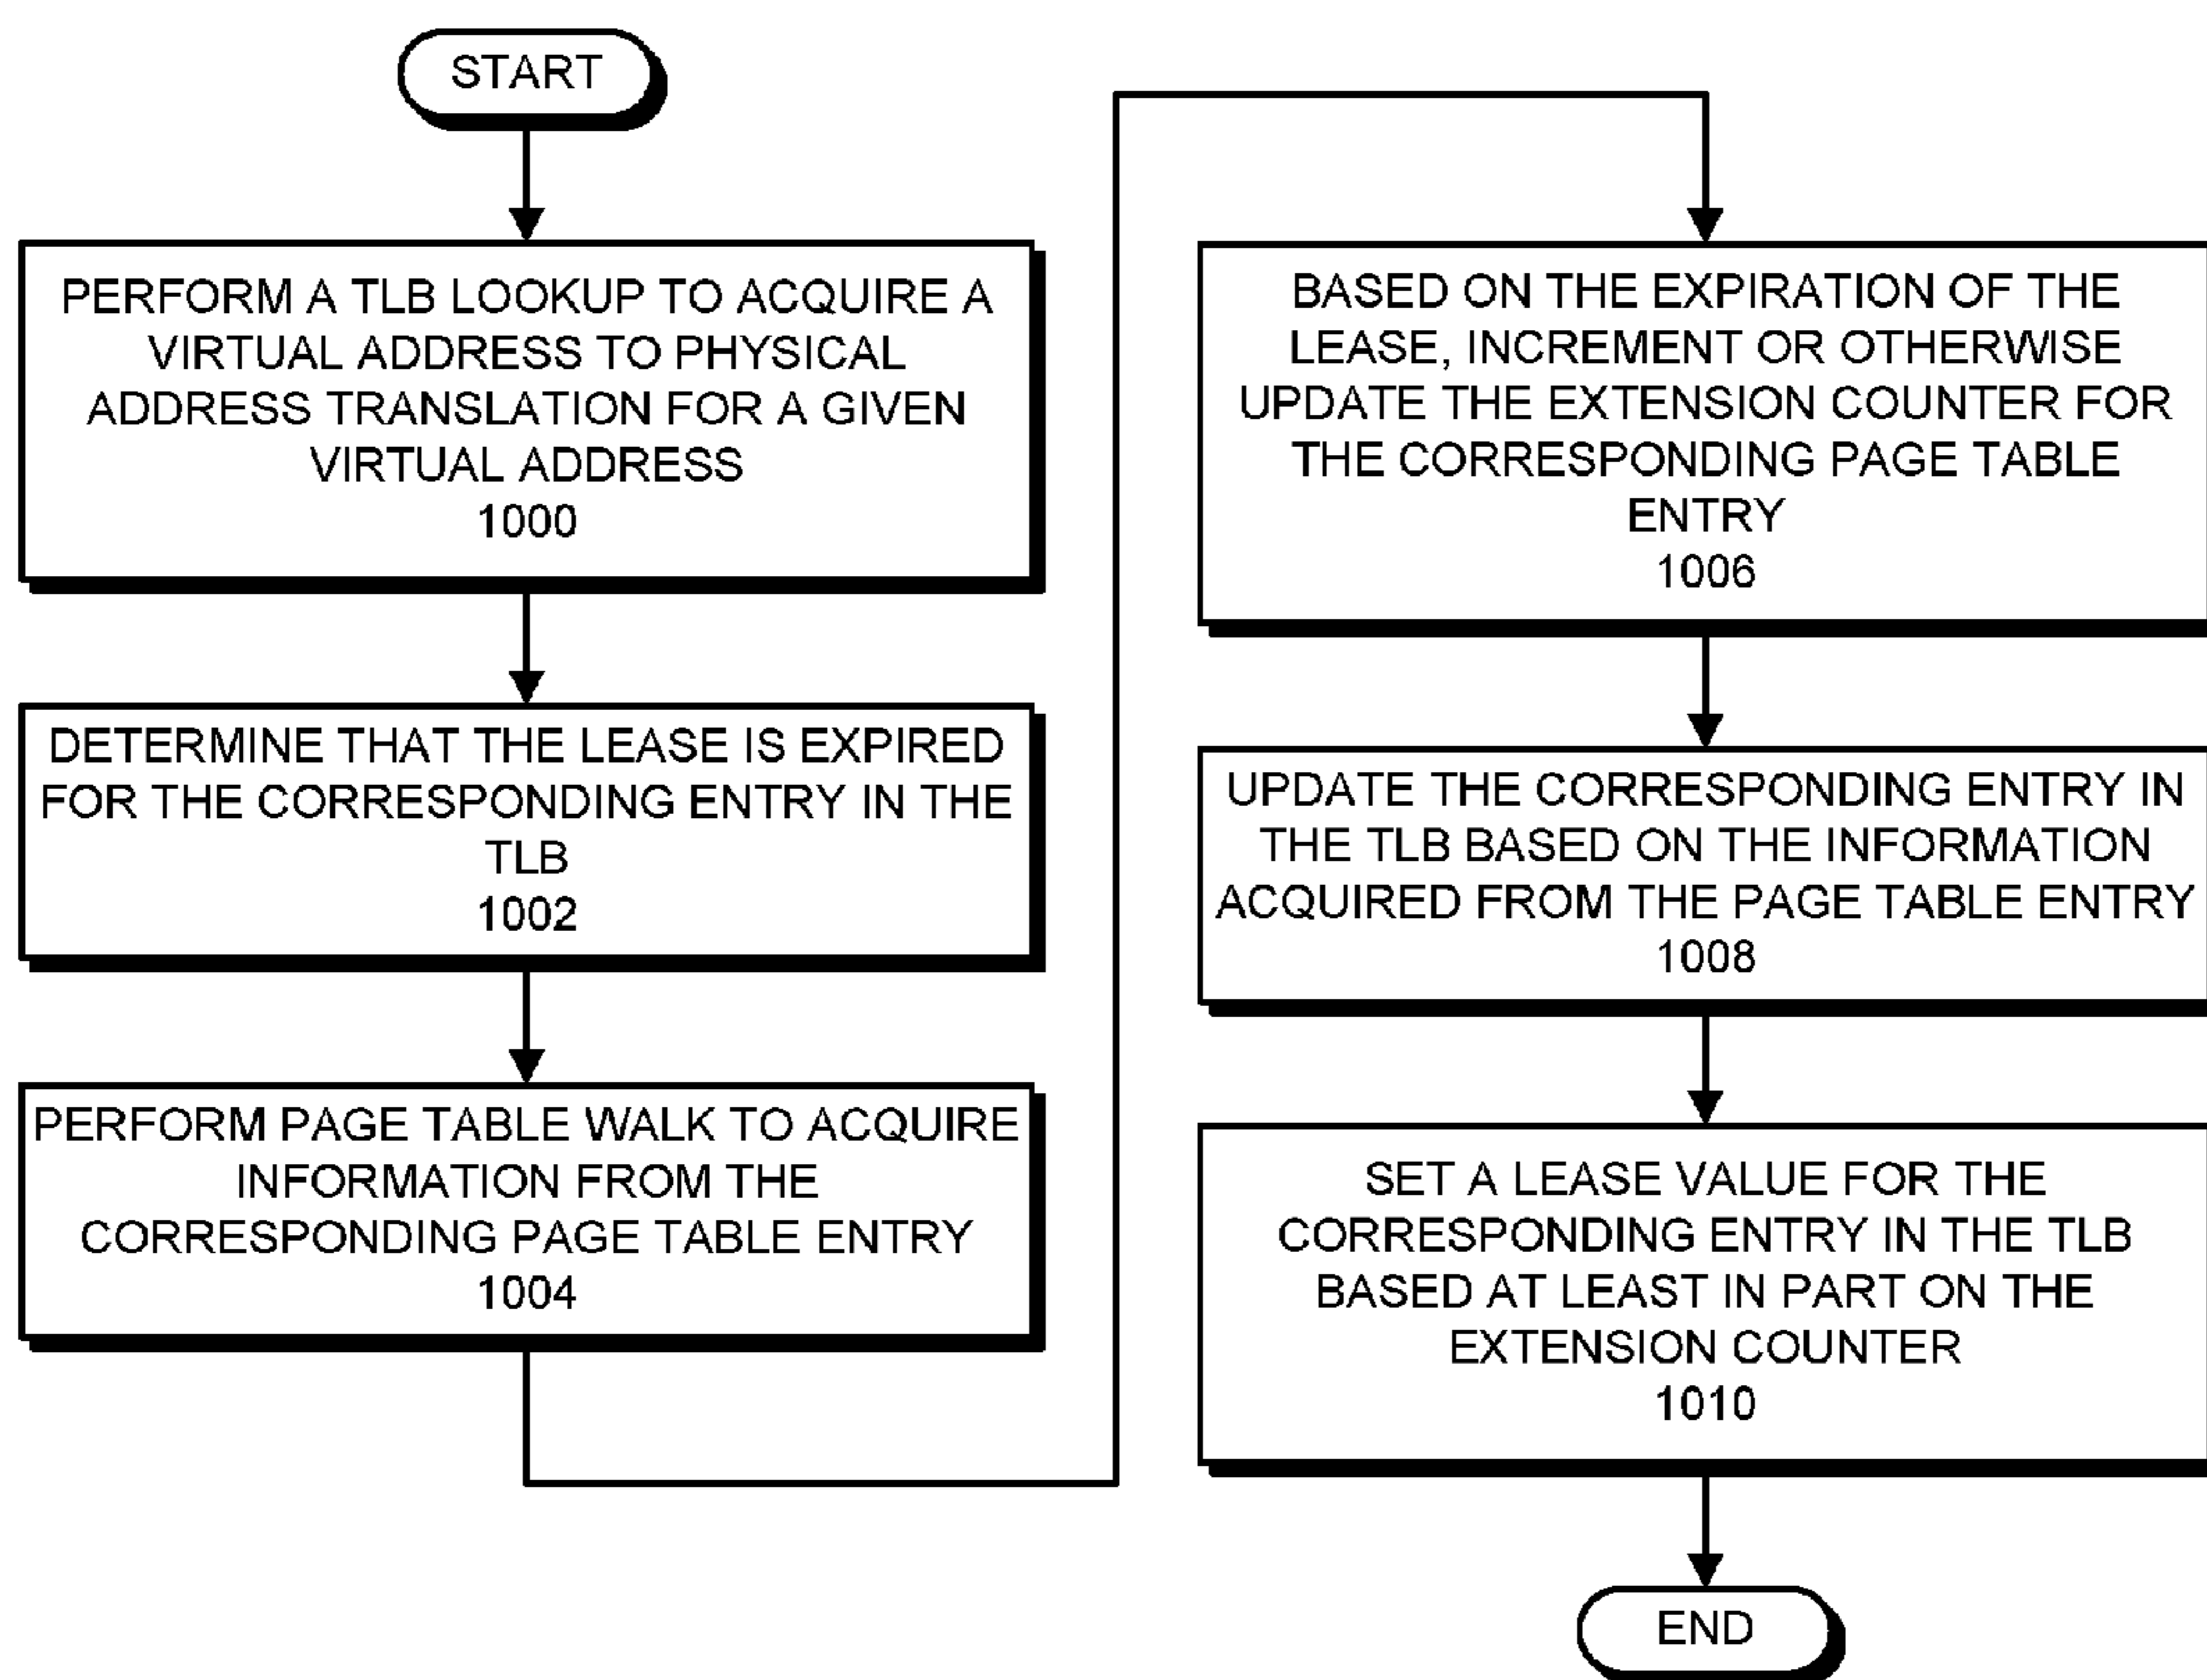 START
PERFORM A TLB LOOKUP TO ACQUIRE A
VIRTUAL ADDRESS TO PHYSICAL
ADDRESS TRANSLATION FOR A GIVEN
VIRTUAL ADDRESS
1000
DETERMINE THAT THE LEASE IS EXPIRED
FOR THE CORRESPONDING ENTRY IN THE
TLB
1002
PERFORM PAGE TABLE WALK TO ACQUIRE
INFORMATION FROM THE
CORRESPONDING PAGE TABLE ENTRY
1004
BASED ON THE EXPIRATION OF THE
LEASE, INCREMENT OR OTHERWISE
UPDATE THE EXTENSION COUNTER FOR
THE CORRESPONDING PAGE TABLE
ENTRY
1006
UPDATE THE CORRESPONDING ENTRY IN
THE TLB BASED ON THE INFORMATION
ACQUIRED FROM THE PAGE TABLE ENTRY
1008
SET A LEASE VALUE FOR THE
CORRESPONDING ENTRY IN THE TLB
BASED AT LEAST IN PART ON THE
EXTENSION COUNTER
1010
END